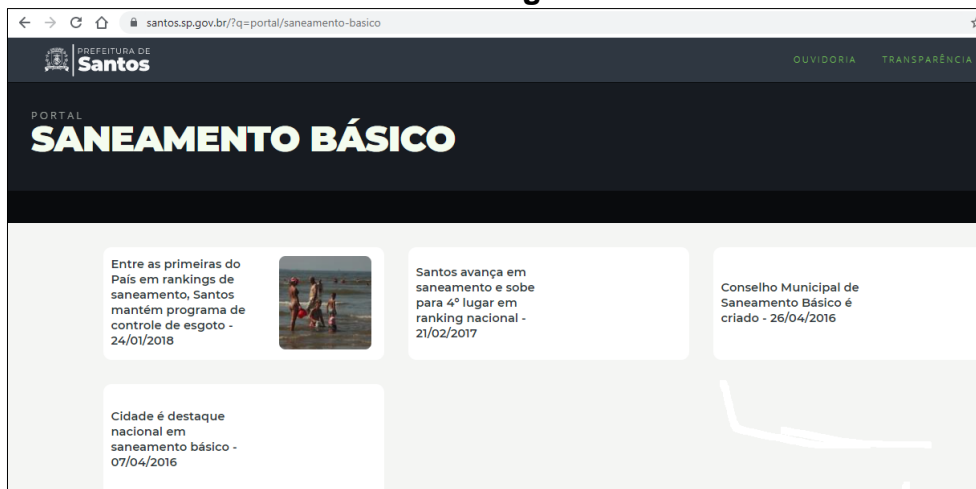 santos.sp.gov.br/?q=portal/saneamento-basico
PREFEITURA DE
Santos
OUVIDORIA TRANSPARÊNCIA
PORTAL
SANEAMENTO BÁSICO
Entre as primeiras do
País em rankings de
saneamento, Santos
mantém programa de
controle de esgoto -
24/01/2018
Santos avança em
saneamento e sobe
para 4º lugar em
ranking nacional -
21/02/2017
Conselho Municipal de
Saneamento Básico é
criado - 26/04/2016
Cidade é destaque
nacional em
saneamento básico -
07/04/2016